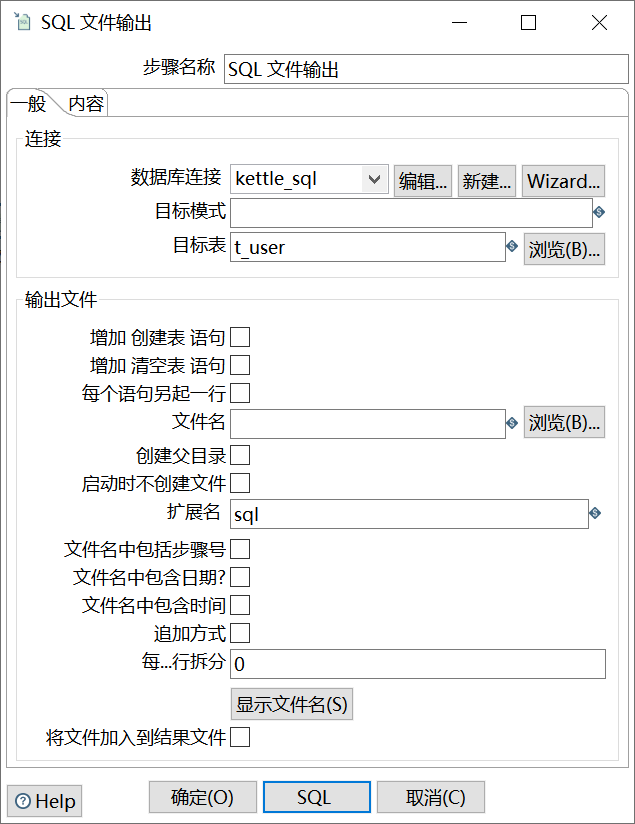 SQL 文件输出
步骤名称 SQL 文件输出
一般 内容
连接
数据库连接 kettle_sql 编辑... 新建... Wizard...
目标模式
目标表 t_user 浏览(B)...
输出文件
增加 创建表 语句
增加 清空表 语句
每个语句另起一行
文件名 浏览(B)...
创建父目录
启动时不创建文件
扩展名 sql
文件名中包括步骤号
文件名中包含日期?
文件名中包含时间
追加方式
每...行拆分 0
显示文件名(S)
将文件加入到结果文件
Help 确定(O) SQL 取消(C)